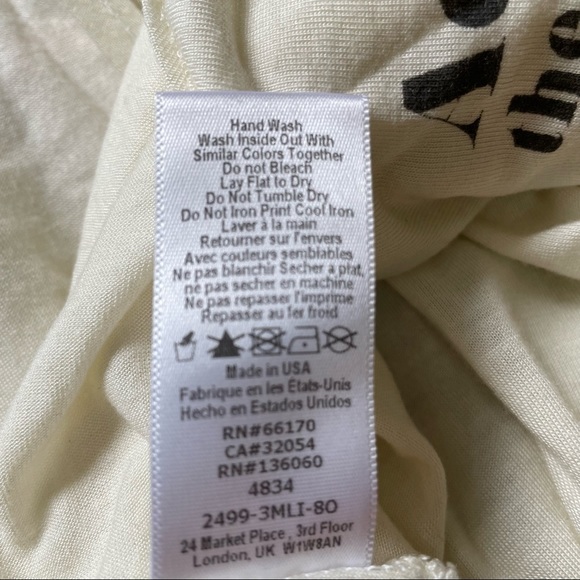 Hand Wash
Wash Inside Out With
Similar Colors Together
Do not Bleach
Lay Flat to Dry
Do Not Tumble Dry
Do Not Iron Print Cool Iron
Laver à la main
Retourner sur l'envers
Avec couleurs semblables
Ne pas blanchir Secher a plat,
ne pas secher en machine
Ne pas repasser l'imprime
Repasser au fer froid
Made in USA
Fabrique en les États-Unis
Hecho en Estados Unidos
RN#66170
CA#32054
RN#136060
4834
2499-3MLI-80
24 Market Place, 3rd Floor
London, UK W1W8AN
the